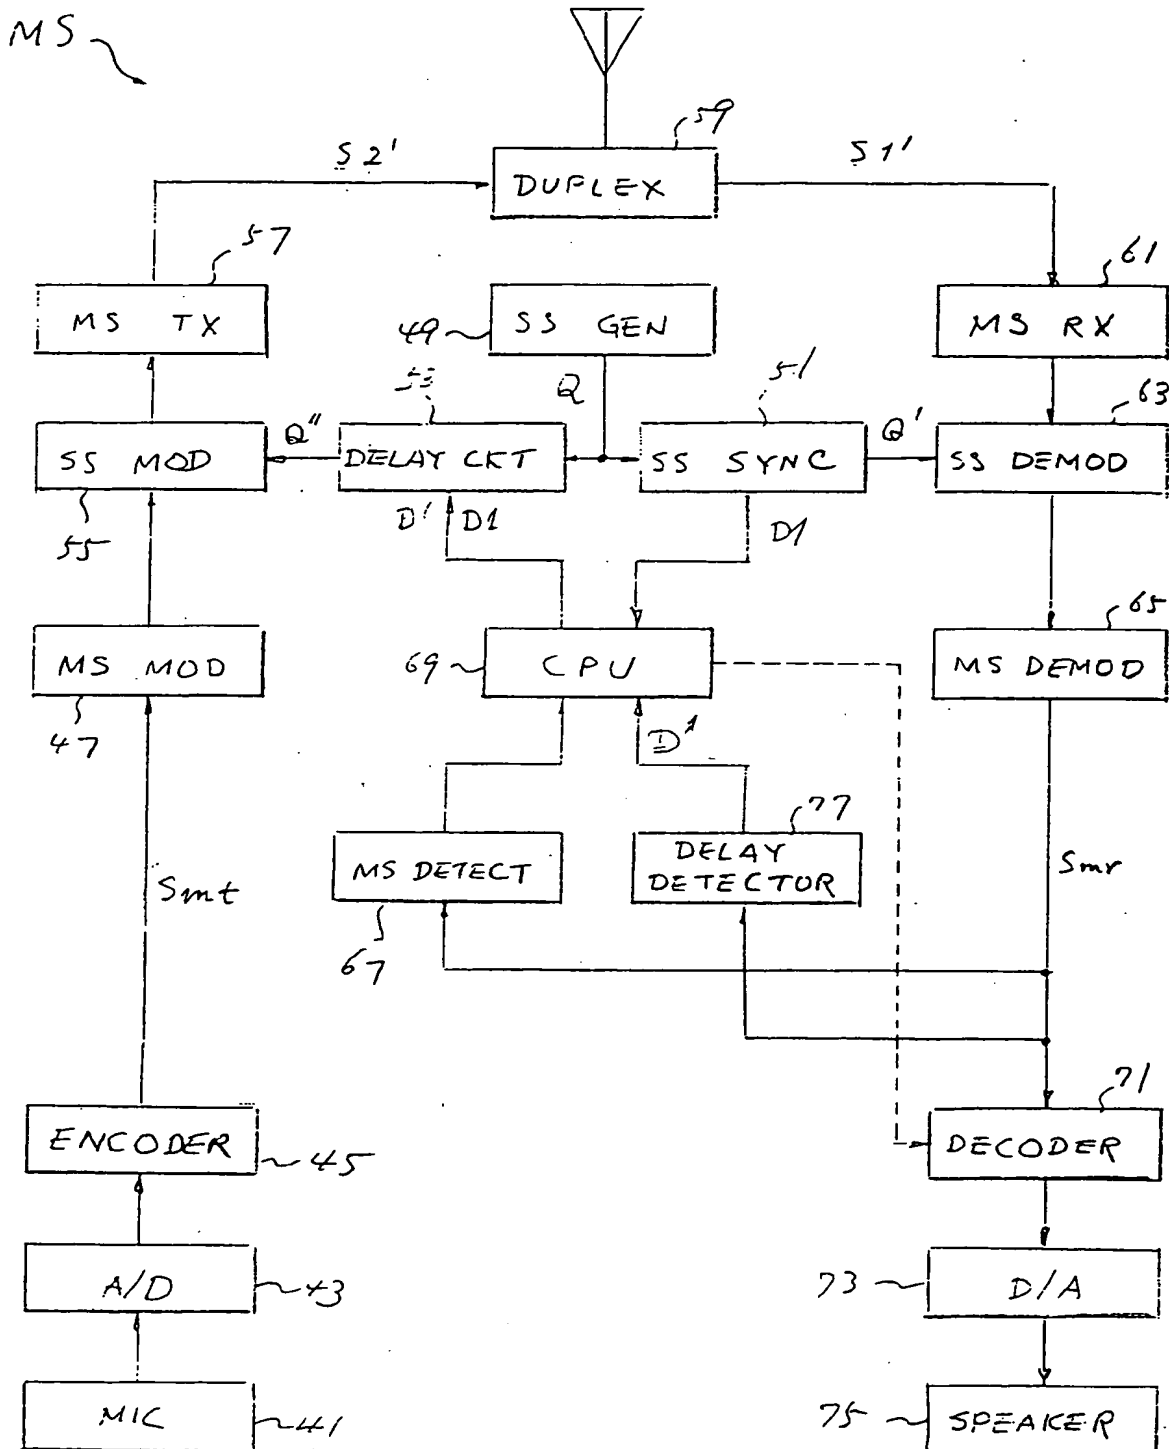 MS
59
S2'
DUPLEX
S1'
57
MS TX
49
SS GEN
61
MS RX
53
Q
51
63
SS MOD
Q"
DELAY CKT
SS SYNC
Q'
SS DEMOD
55
D' D1
D1
MS MOD
47
69
CPU
65
MS DEMOD
D'
77
MS DETECT
67
DELAY
DETECTOR
Smt
Smr
ENCODER
45
71
DECODER
A/D
43
73
D/A
MIC
41
75
SPEAKER